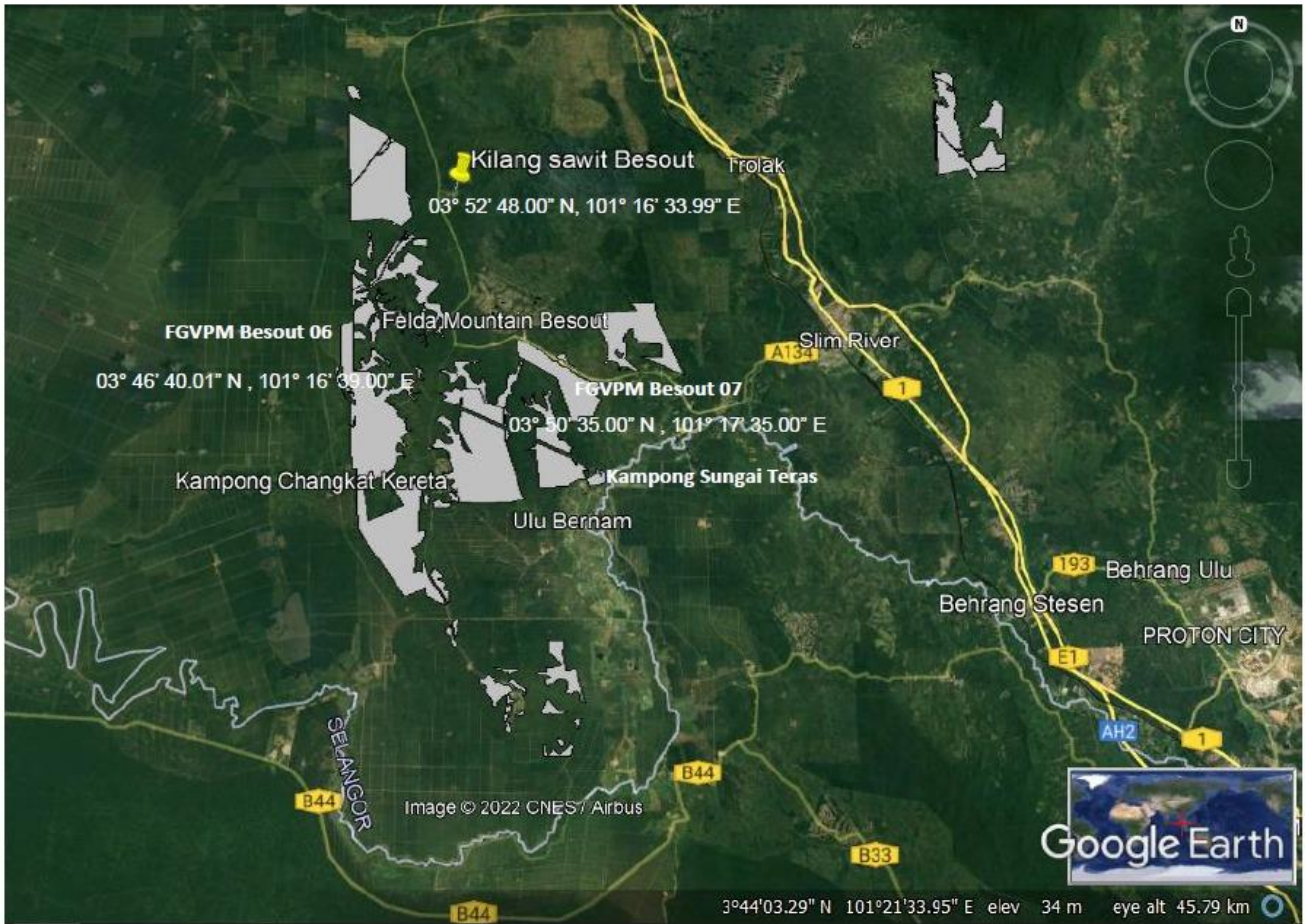 N
Kilang sawit Besout
Trolak
03° 52' 48.00" N, 101° 16' 33.99" E
FGVPM Besout 06
Felda Mountain Besout
Slim River
A134
03° 46' 40.01" N , 101° 16' 39.00" E
FGVPM Besout 07
1
03° 50' 35.00" N , 101° 17' 35.00" E
Kampong Changkat Kereta
Kampong Sungai Teras
Ulu Bernam
193
Behrang Ulu
Behrang Stesen
PROTON CITY
E1
SELANGOR
AH2
1
B44
B44
Image © 2022 CNES / Airbus
Google Earth
B33
3°44'03.29" N 101°21'33.95" E elev 34 m eye alt 45.79 km
B44